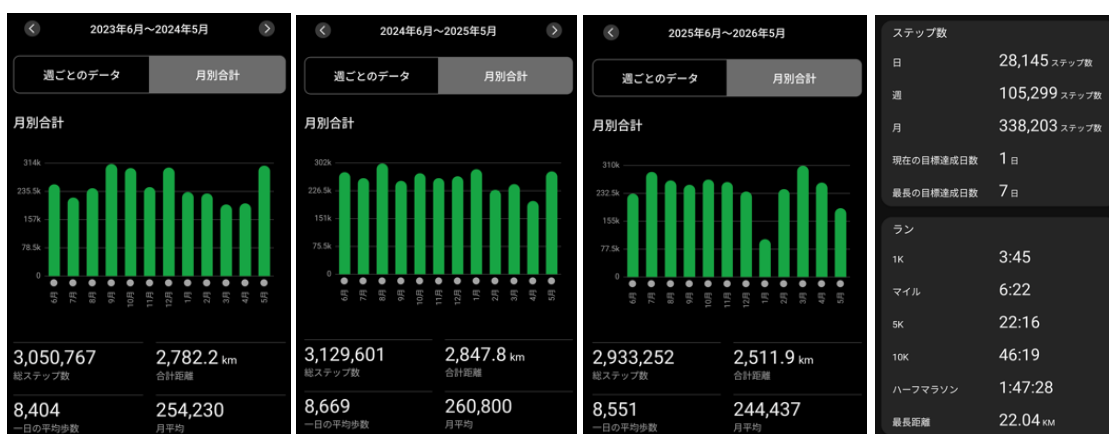 2023年6月～2024年5月
週ごとのデータ
月別合計
月別合計
314k
235.5k
157k
78.5k
0
6月
7月
8月
9月
10月
11月
12月
1月
2月
3月
4月
5月
3,050,767
総ステップ数
2,782.2 km
合計距離
8,404
一日の平均歩数
254,230
月平均
2024年6月～2025年5月
週ごとのデータ
月別合計
月別合計
302k
226.5k
151k
75.5k
0
6月
7月
8月
9月
10月
11月
12月
1月
2月
3月
4月
5月
3,129,601
総ステップ数
2,847.8 km
合計距離
8,669
一日の平均歩数
260,800
月平均
2025年6月～2026年5月
週ごとのデータ
月別合計
月別合計
310k
232.5k
155k
77.5k
0
6月
7月
8月
9月
10月
11月
12月
1月
2月
3月
4月
5月
2,933,252
総ステップ数
2,511.9 km
合計距離
8,551
一日の平均歩数
244,437
月平均
ステップ数
日 28,145 ステップ数
週 105,299 ステップ数
月 338,203 ステップ数
現在の目標達成日数 1 日
最長の目標達成日数 7 日
ラン
1K 3:45
マイル 6:22
5K 22:16
10K 46:19
ハーフマラソン 1:47:28
最長距離 22.04 KM